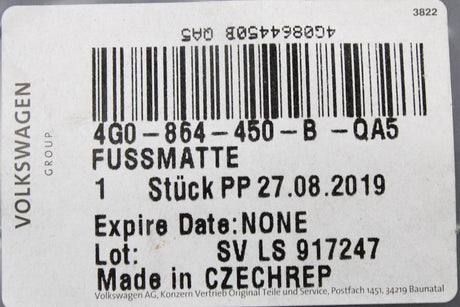 3822
4G0864450B QA5
VOLKSWAGEN
GROUP
4G0-864-450-B -QA5
FUSSMATTE
1 Stück PP 27.08.2019
Expire Date:NONE
Lot: SV LS 917247
Made in CZECHREP
Volkswagen AG, Konzern Vertrieb Original Teile und Service, Postfach 1451, 34219 Baunatal